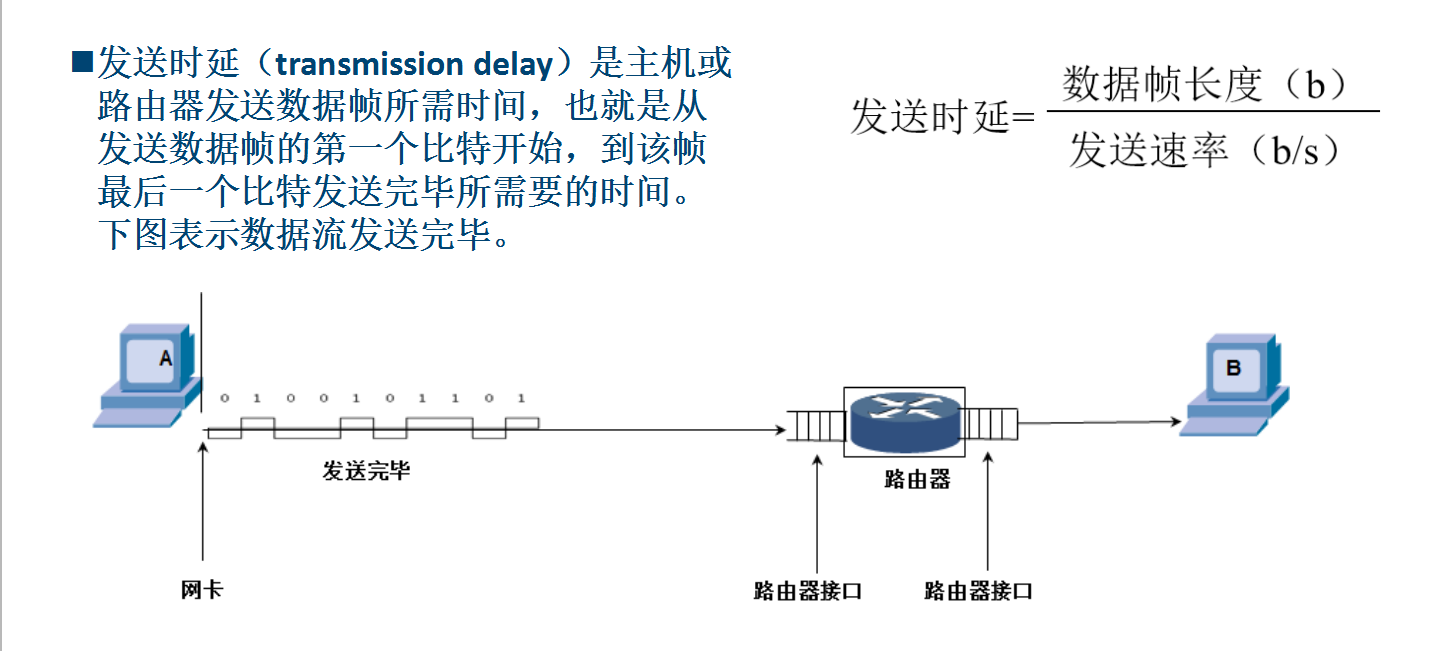 ■发送时延（transmission delay）是主机或
路由器发送数据帧所需时间，也就是从
发送数据帧的第一个比特开始，到该帧
最后一个比特发送完毕所需要的时间。
下图表示数据流发送完毕。
发送时延=
数据帧长度（b）
发送速率（b/s）
A
0 1 0 0 1 0 1 1 0 1
B
发送完毕
路由器
网卡
路由器接口
路由器接口